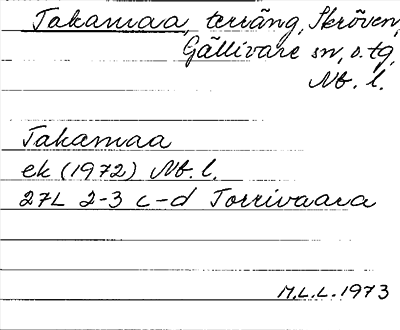 Takamaa, terräng, Skröven,
Gällivare sn, o. tg,
Nb. l.
Takamaa
ek (1972) Nb. l.
27L 2-3 c-d Torrivaara
M.L.L. 1973